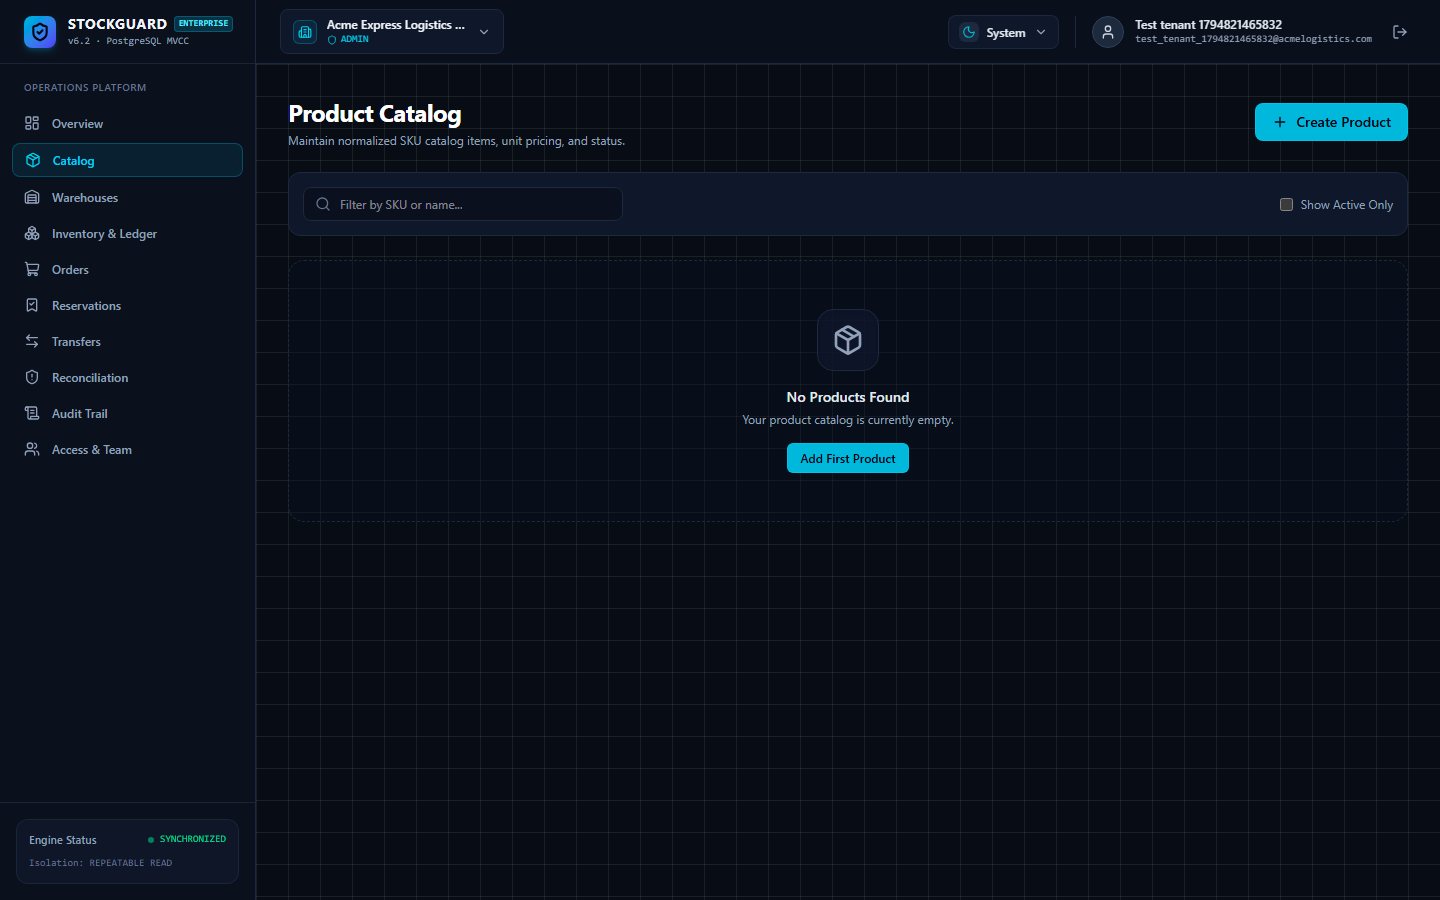 STOCKGUARD ENTERPRISE
v6.2 · PostgreSQL MVCC
Acme Express Logistics ...
ADMIN
System
Test tenant 1794821465832
test_tenant_1794821465832@acmelogistics.com
OPERATIONS PLATFORM
Overview
Catalog
Warehouses
Inventory & Ledger
Orders
Reservations
Transfers
Reconciliation
Audit Trail
Access & Team
Engine Status SYNCHRONIZED
Isolation: REPEATABLE READ
Product Catalog
Maintain normalized SKU catalog items, unit pricing, and status.
Create Product
Filter by SKU or name...
Show Active Only
No Products Found
Your product catalog is currently empty.
Add First Product